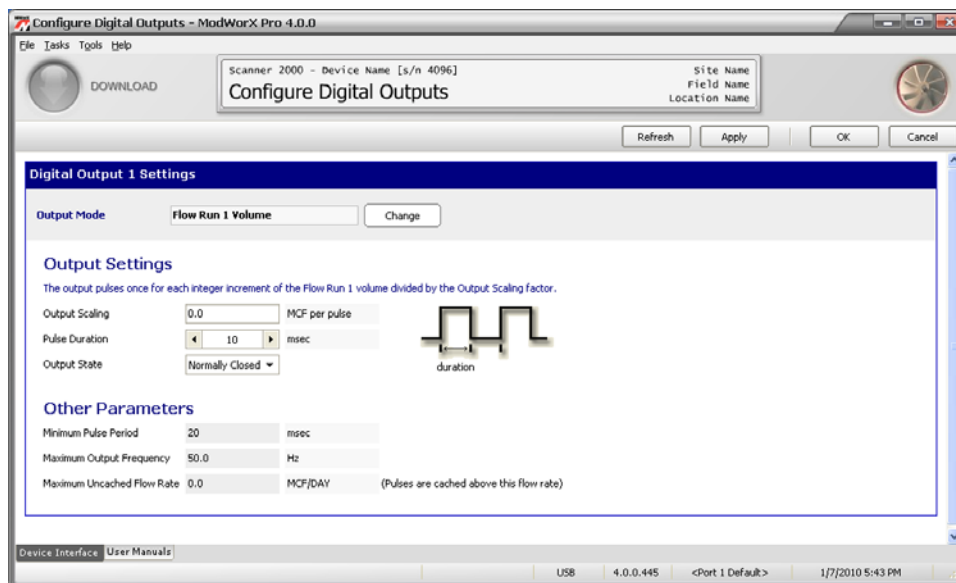 Configure Digital Outputs - ModWorX Pro 4.0.0
File Tasks Tools Help
DOWNLOAD
Scanner 2000 - Device Name [s/n 4096]
Configure Digital Outputs
Site Name
Field Name
Location Name
Refresh Apply OK Cancel
Digital Output 1 Settings
Output Mode Flow Run 1 Volume Change
Output Settings
The output pulses once for each integer increment of the Flow Run 1 volume divided by the Output Scaling factor.
Output Scaling 0.0 MCF per pulse
Pulse Duration 10 msec
Output State Normally Closed
duration
Other Parameters
Minimum Pulse Period 20 msec
Maximum Output Frequency 50.0 Hz
Maximum Uncached Flow Rate 0.0 MCF/DAY (Pulses are cached above this flow rate)
Device Interface User Manuals
USB 4.0.0.445 <Port 1 Default> 1/7/2010 5:43 PM